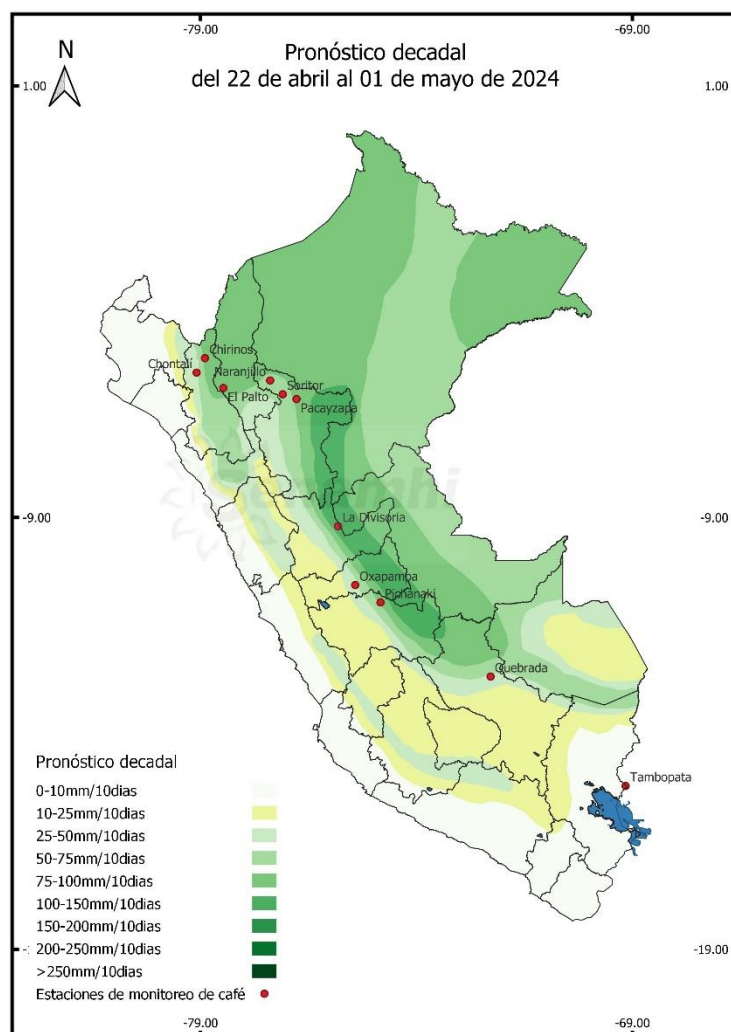 -79.00
-69.00
N
Pronóstico decadal
del 22 de abril al 01 de mayo de 2024
1.00
1.00
Chirinos
Chontalí
Naranjillo
Soritor
El Palto
Pacayzapa
Senamhi
-9.00
-9.00
La Divisoria
Oxapampa
Pichanaki
Quebrada
Tambopata
Pronóstico decadal
0-10mm/10dias
10-25mm/10dias
25-50mm/10dias
50-75mm/10dias
75-100mm/10dias
100-150mm/10dias
150-200mm/10dias
200-250mm/10dias
>250mm/10dias
Estaciones de monitoreo de café
-19.00
-79.00
-69.00